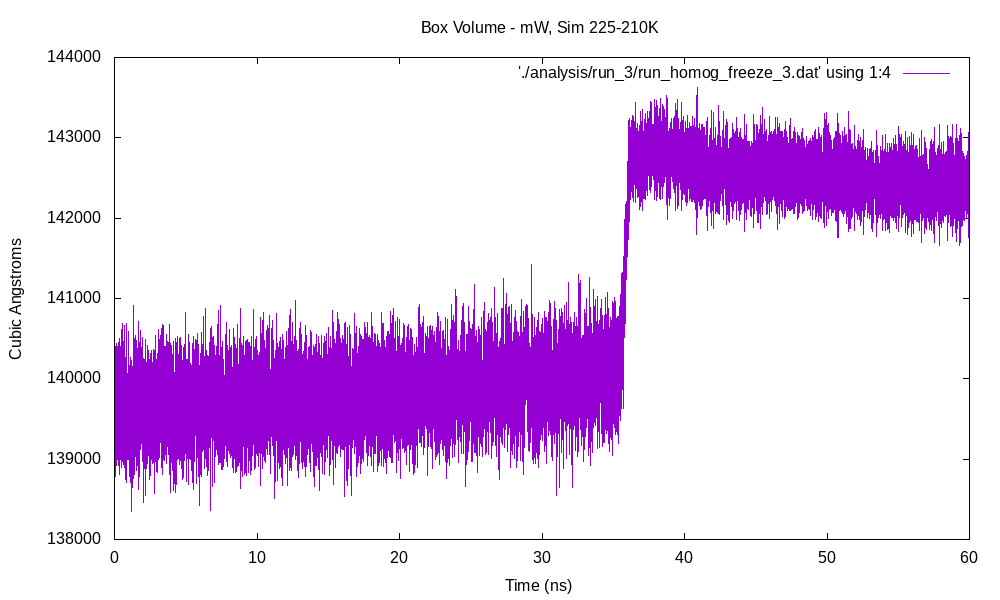 Box Volume - mW, Sim 225-210K
'./analysis/run_3/run_homog_freeze_3.dat' using 1:4
144000
143000
142000
141000
140000
139000
138000
Cubic Angstroms
0 10 20 30 40 50 60
Time (ns)